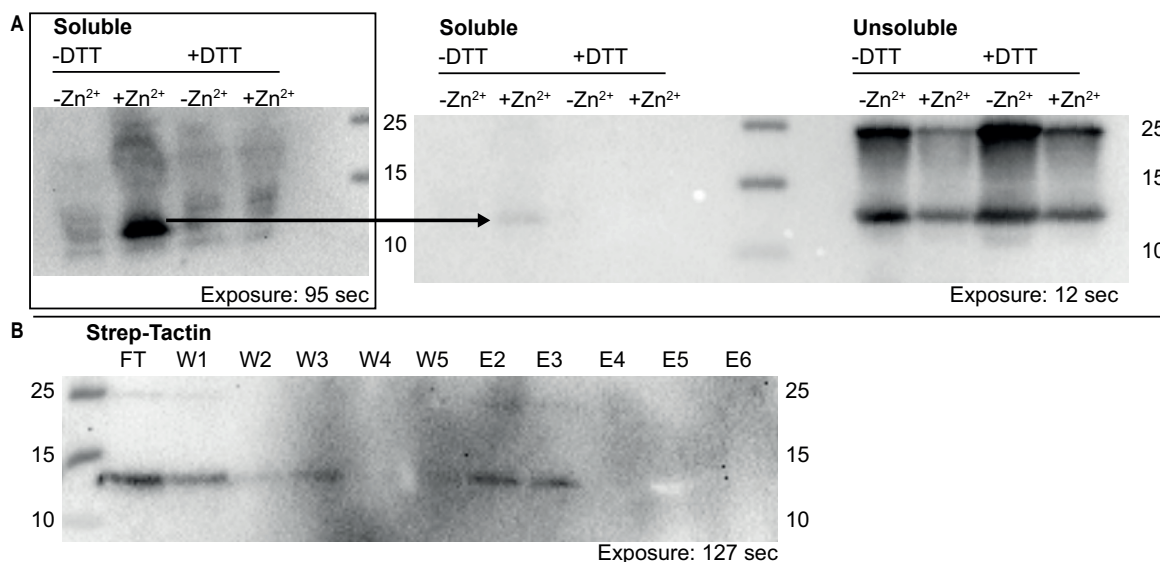 A
Soluble
-DTT +DTT
-Zn²⁺ +Zn²⁺ -Zn²⁺ +Zn²⁺
25
15
10
Exposure: 95 sec
Soluble
-DTT +DTT
-Zn²⁺ +Zn²⁺ -Zn²⁺ +Zn²⁺
Unsoluble
-DTT +DTT
-Zn²⁺ +Zn²⁺ -Zn²⁺ +Zn²⁺
25
15
10
Exposure: 12 sec
B
Strep-Tactin
FT W1 W2 W3 W4 W5 E2 E3 E4 E5 E6
25 25
15 15
10 10
Exposure: 127 sec